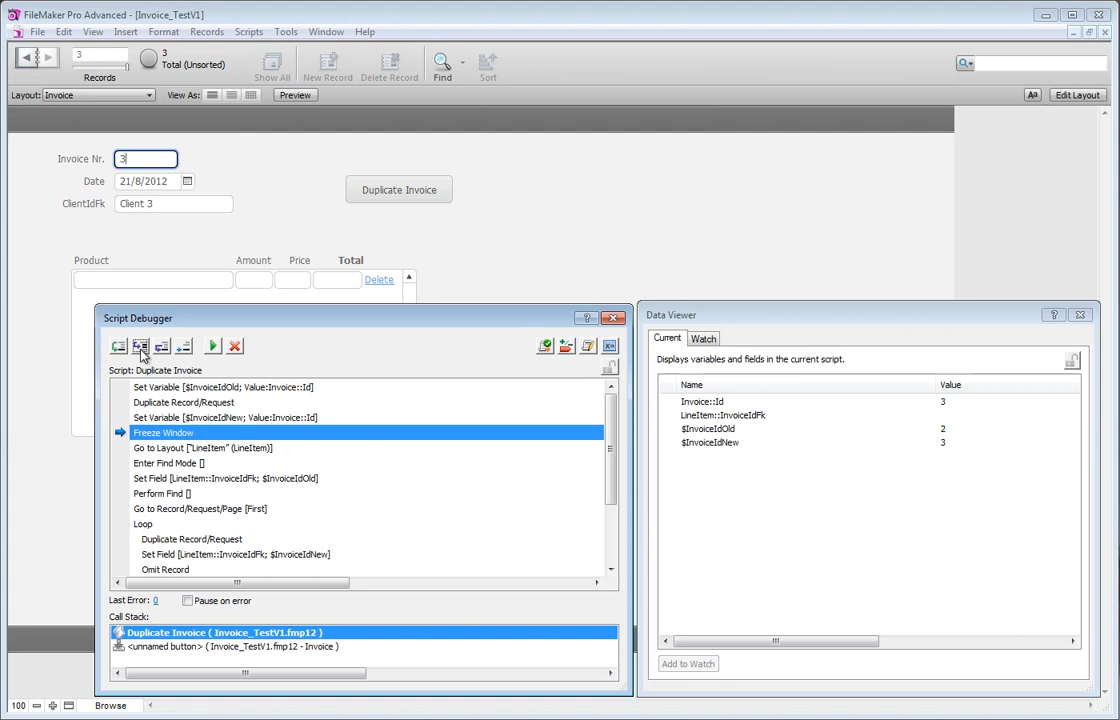 FileMaker Pro Advanced - [Invoice_TestV1]
File Edit View Insert Format Records Scripts Tools Window Help
3
3
Total (Unsorted)
Records
Show All
New Record
Delete Record
Find
Sort
Layout: Invoice
View As:
Preview
Aa
Edit Layout
Invoice Nr. 3
Date 21/8/2012
ClientIdFk Client 3
Duplicate Invoice
Product Amount Price Total
Delete
Script Debugger
?
Script: Duplicate Invoice
Set Variable [$InvoiceIdOld; Value:Invoice::Id]
Duplicate Record/Request
Set Variable [$InvoiceIdNew; Value:Invoice::Id]
Freeze Window
Go to Layout ["LineItem" (LineItem)]
Enter Find Mode []
Set Field [LineItem::InvoiceIdFk; $InvoiceIdOld]
Perform Find []
Go to Record/Request/Page [First]
Loop
Duplicate Record/Request
Set Field [LineItem::InvoiceIdFk; $InvoiceIdNew]
Omit Record
Last Error: 0
Pause on error
Call Stack:
Duplicate Invoice ( Invoice_TestV1.fmp12 )
<unnamed button> ( Invoice_TestV1.fmp12 - Invoice )
Data Viewer
?
Current Watch
Displays variables and fields in the current script.
Name Value
Invoice::Id 3
LineItem::InvoiceIdFk
$InvoiceIdOld 2
$InvoiceIdNew 3
Add to Watch
100
Browse